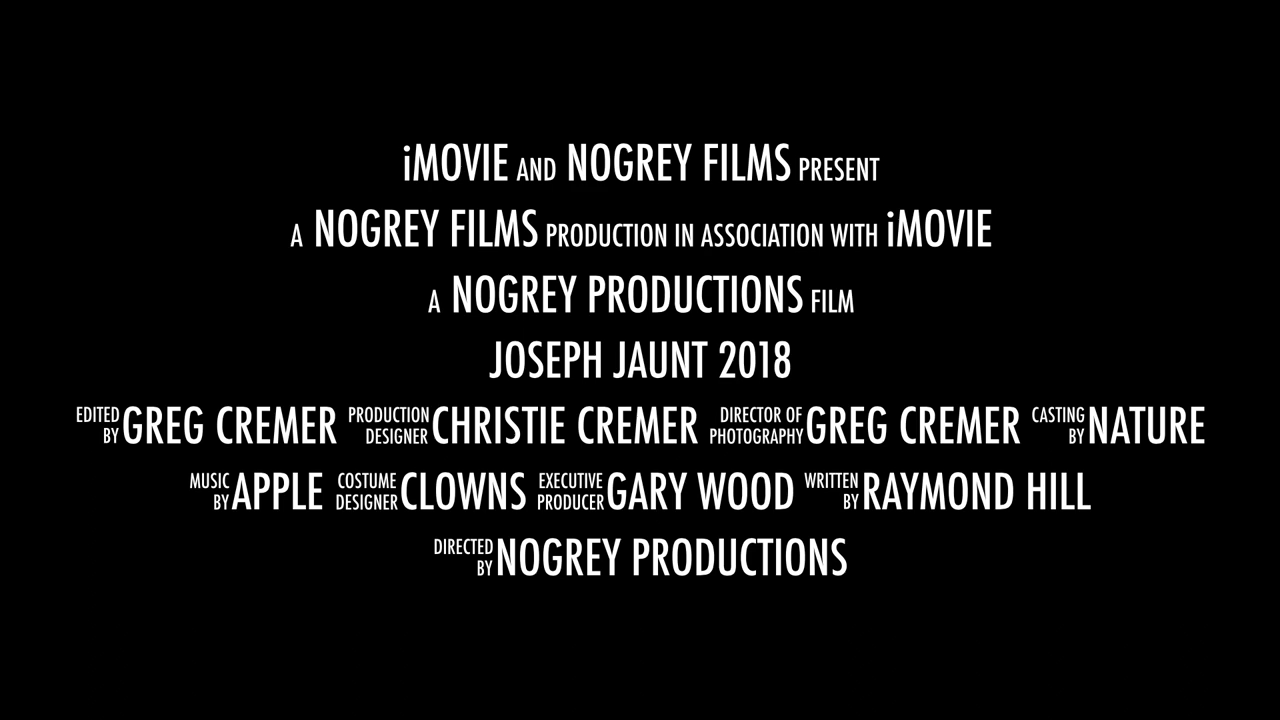 iMOVIE AND NOGREY FILMS PRESENT
A NOGREY FILMS PRODUCTION IN ASSOCIATION WITH iMOVIE
A NOGREY PRODUCTIONS FILM
JOSEPH JAUNT 2018
EDITED BY GREG CREMER PRODUCTION DESIGNER CHRISTIE CREMER DIRECTOR OF PHOTOGRAPHY GREG CREMER CASTING BY NATURE
MUSIC BY APPLE COSTUME DESIGNER CLOWNS EXECUTIVE PRODUCER GARY WOOD WRITTEN BY RAYMOND HILL
DIRECTED BY NOGREY PRODUCTIONS